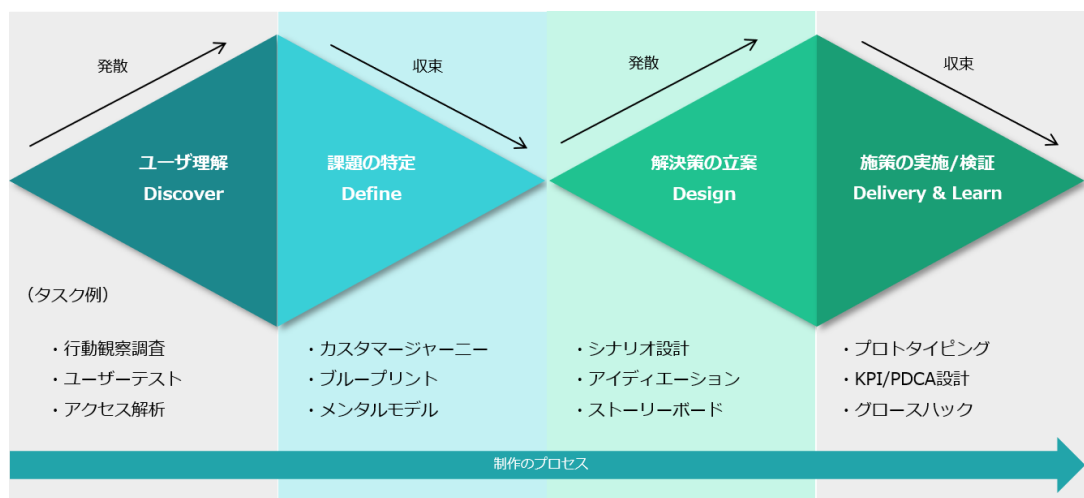 発散
収束
発散
収束
ユーザ理解
Discover
課題の特定
Define
解決策の立案
Design
施策の実施/検証
Delivery & Learn
（タスク例）
・行動観察調査
・ユーザーテスト
・アクセス解析
・カスタマージャーニー
・ブループリント
・メンタルモデル
・シナリオ設計
・アイディエーション
・ストーリーボード
・プロトタイピング
・KPI/PDCA設計
・グロースハック
制作のプロセス